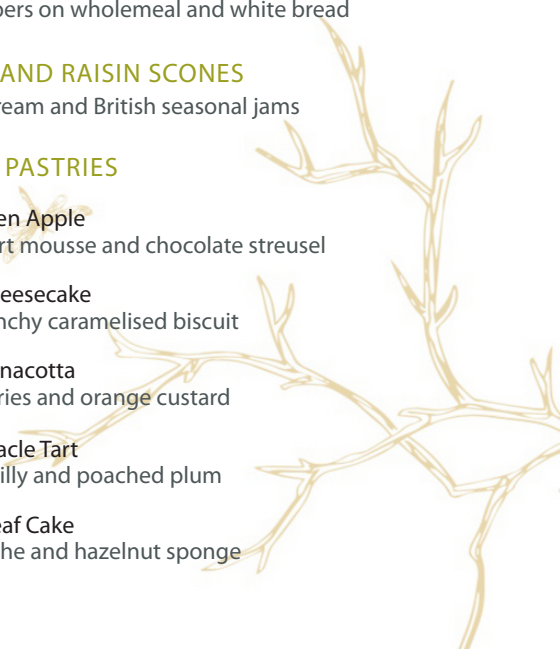 pers on wholemeal and white bread
AND RAISIN SCONES
ream and British seasonal jams
PASTRIES
en Apple
rt mousse and chocolate streusel
eesecake
nchy caramelised biscuit
nacotta
ries and orange custard
acle Tart
illy and poached plum
eaf Cake
he and hazelnut sponge